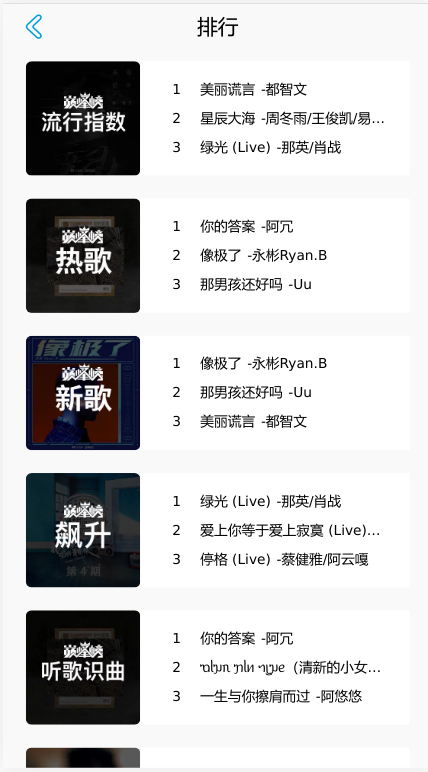 排行
巅峰榜
流行指数
1 美丽谎言 -都智文
2 星辰大海 -周冬雨/王俊凯/易...
3 绿光 (Live) -那英/肖战
巅峰榜
热歌
1 你的答案 -阿冗
2 像极了 -永彬Ryan.B
3 那男孩还好吗 -Uu
像极了
巅峰榜
新歌
1 像极了 -永彬Ryan.B
2 那男孩还好吗 -Uu
3 美丽谎言 -都智文
巅峰榜
飙升
第4期
1 绿光 (Live) -那英/肖战
2 爱上你等于爱上寂寞 (Live)...
3 停格 (Live) -蔡健雅/阿云嘎
巅峰榜
听歌识曲
1 你的答案 -阿冗
2 (清新的小女...
3 一生与你擦肩而过 -阿悠悠